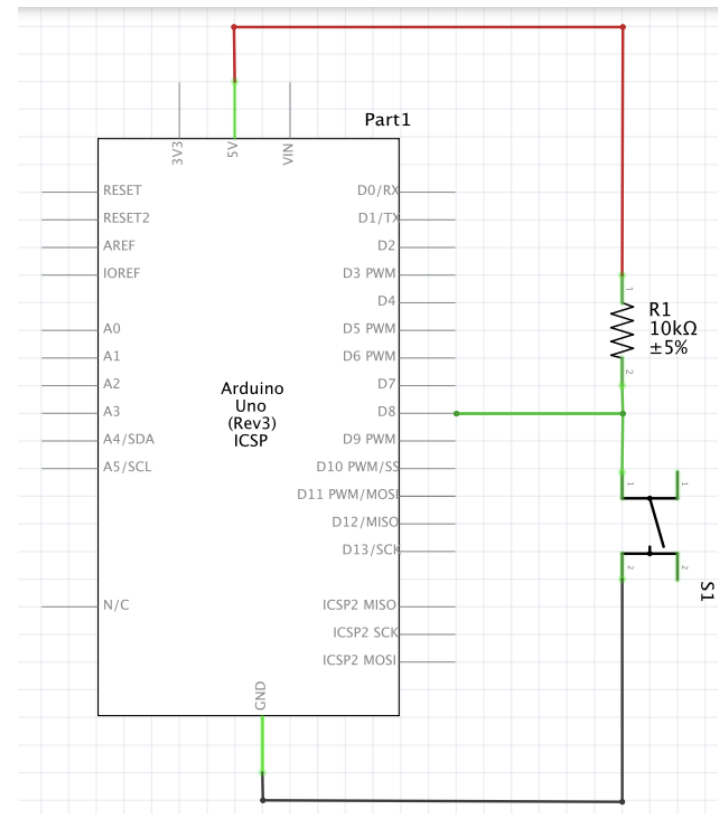 Part1
3V3
5V
VIN
RESET
RESET2
AREF
IOREF
A0
A1
A2
A3
A4/SDA
A5/SCL
N/C
Arduino
Uno
(Rev3)
ICSP
D0/RX
D1/TX
D2
D3 PWM
D4
D5 PWM
D6 PWM
D7
D8
D9 PWM
D10 PWM/SS
D11 PWM/MOSI
D12/MISO
D13/SCK
ICSP2 MISO
ICSP2 SCK
ICSP2 MOSI
GND
1
R1
10kΩ
±5%
2
1
1
2
2
S1